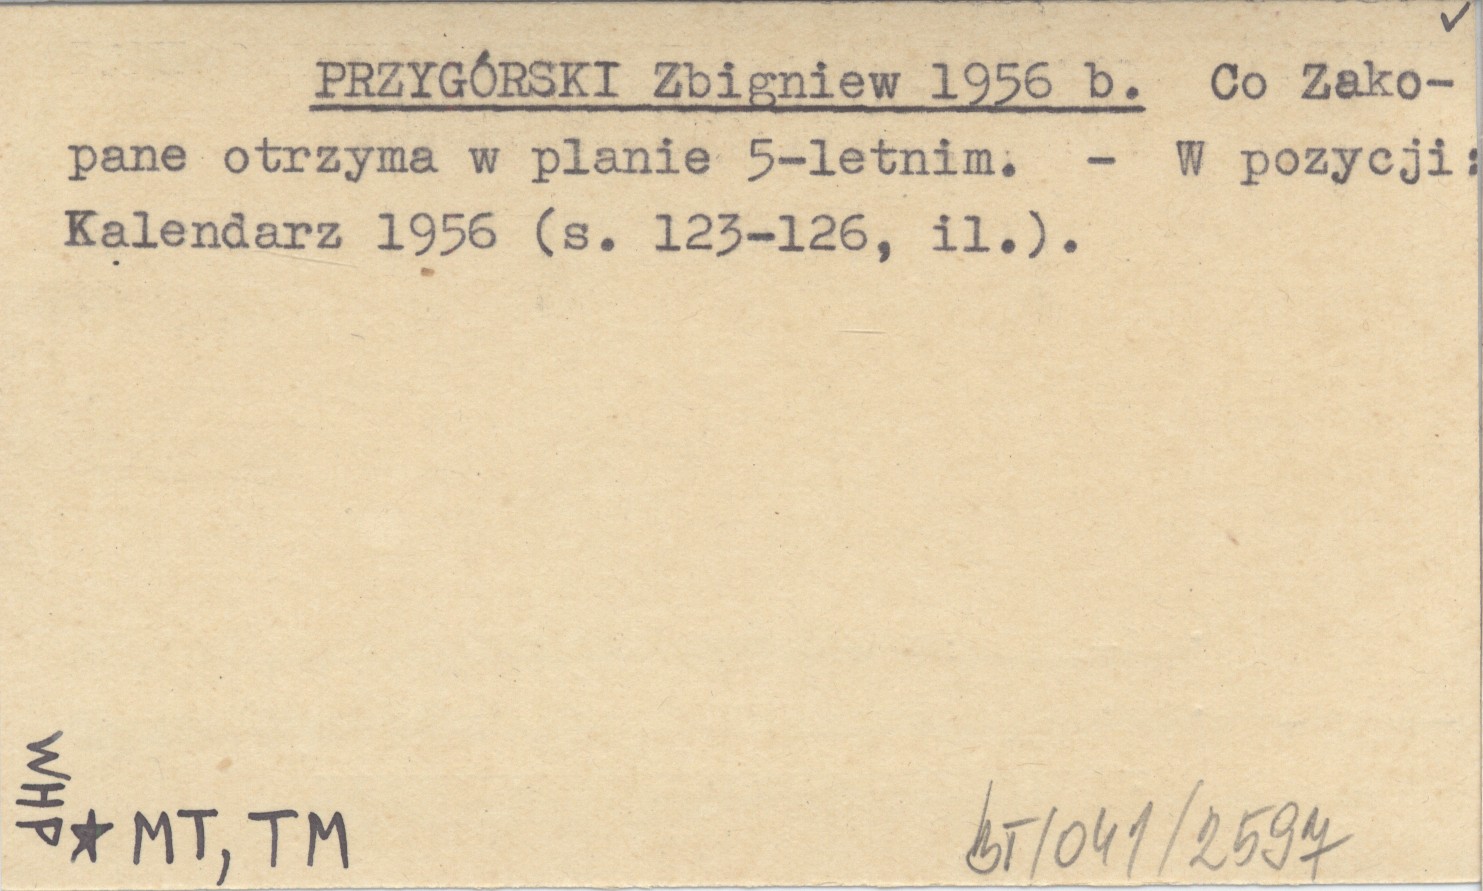 ✓
PRZYGÓRSKI Zbigniew 1956 b. Co Zako-
pane otrzyma w planie 5-letnim. - W pozycji:
Kalendarz 1956 (s. 123-126, il.).
WHP
★ MT, TM
BT/041/2597